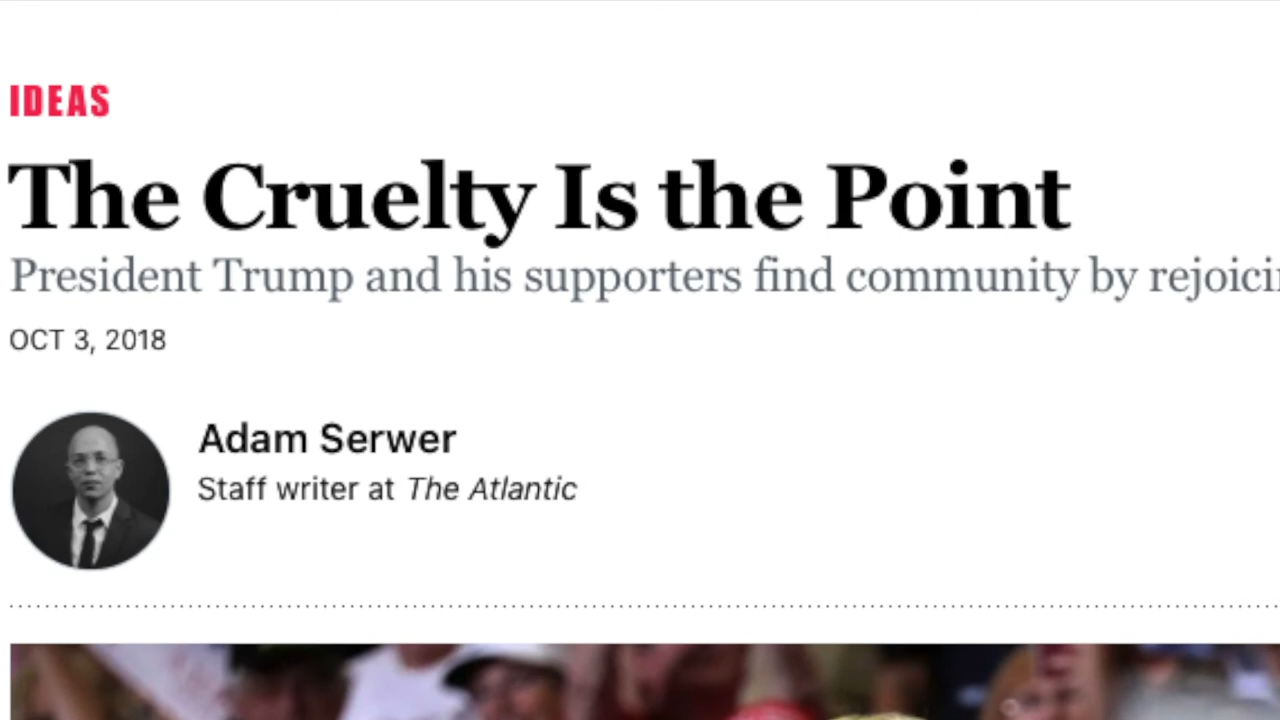 IDEAS
The Cruelty Is the Point
President Trump and his supporters find community by
OCT 3, 2018
Adam Serwer
Staff writer at The Atlantic